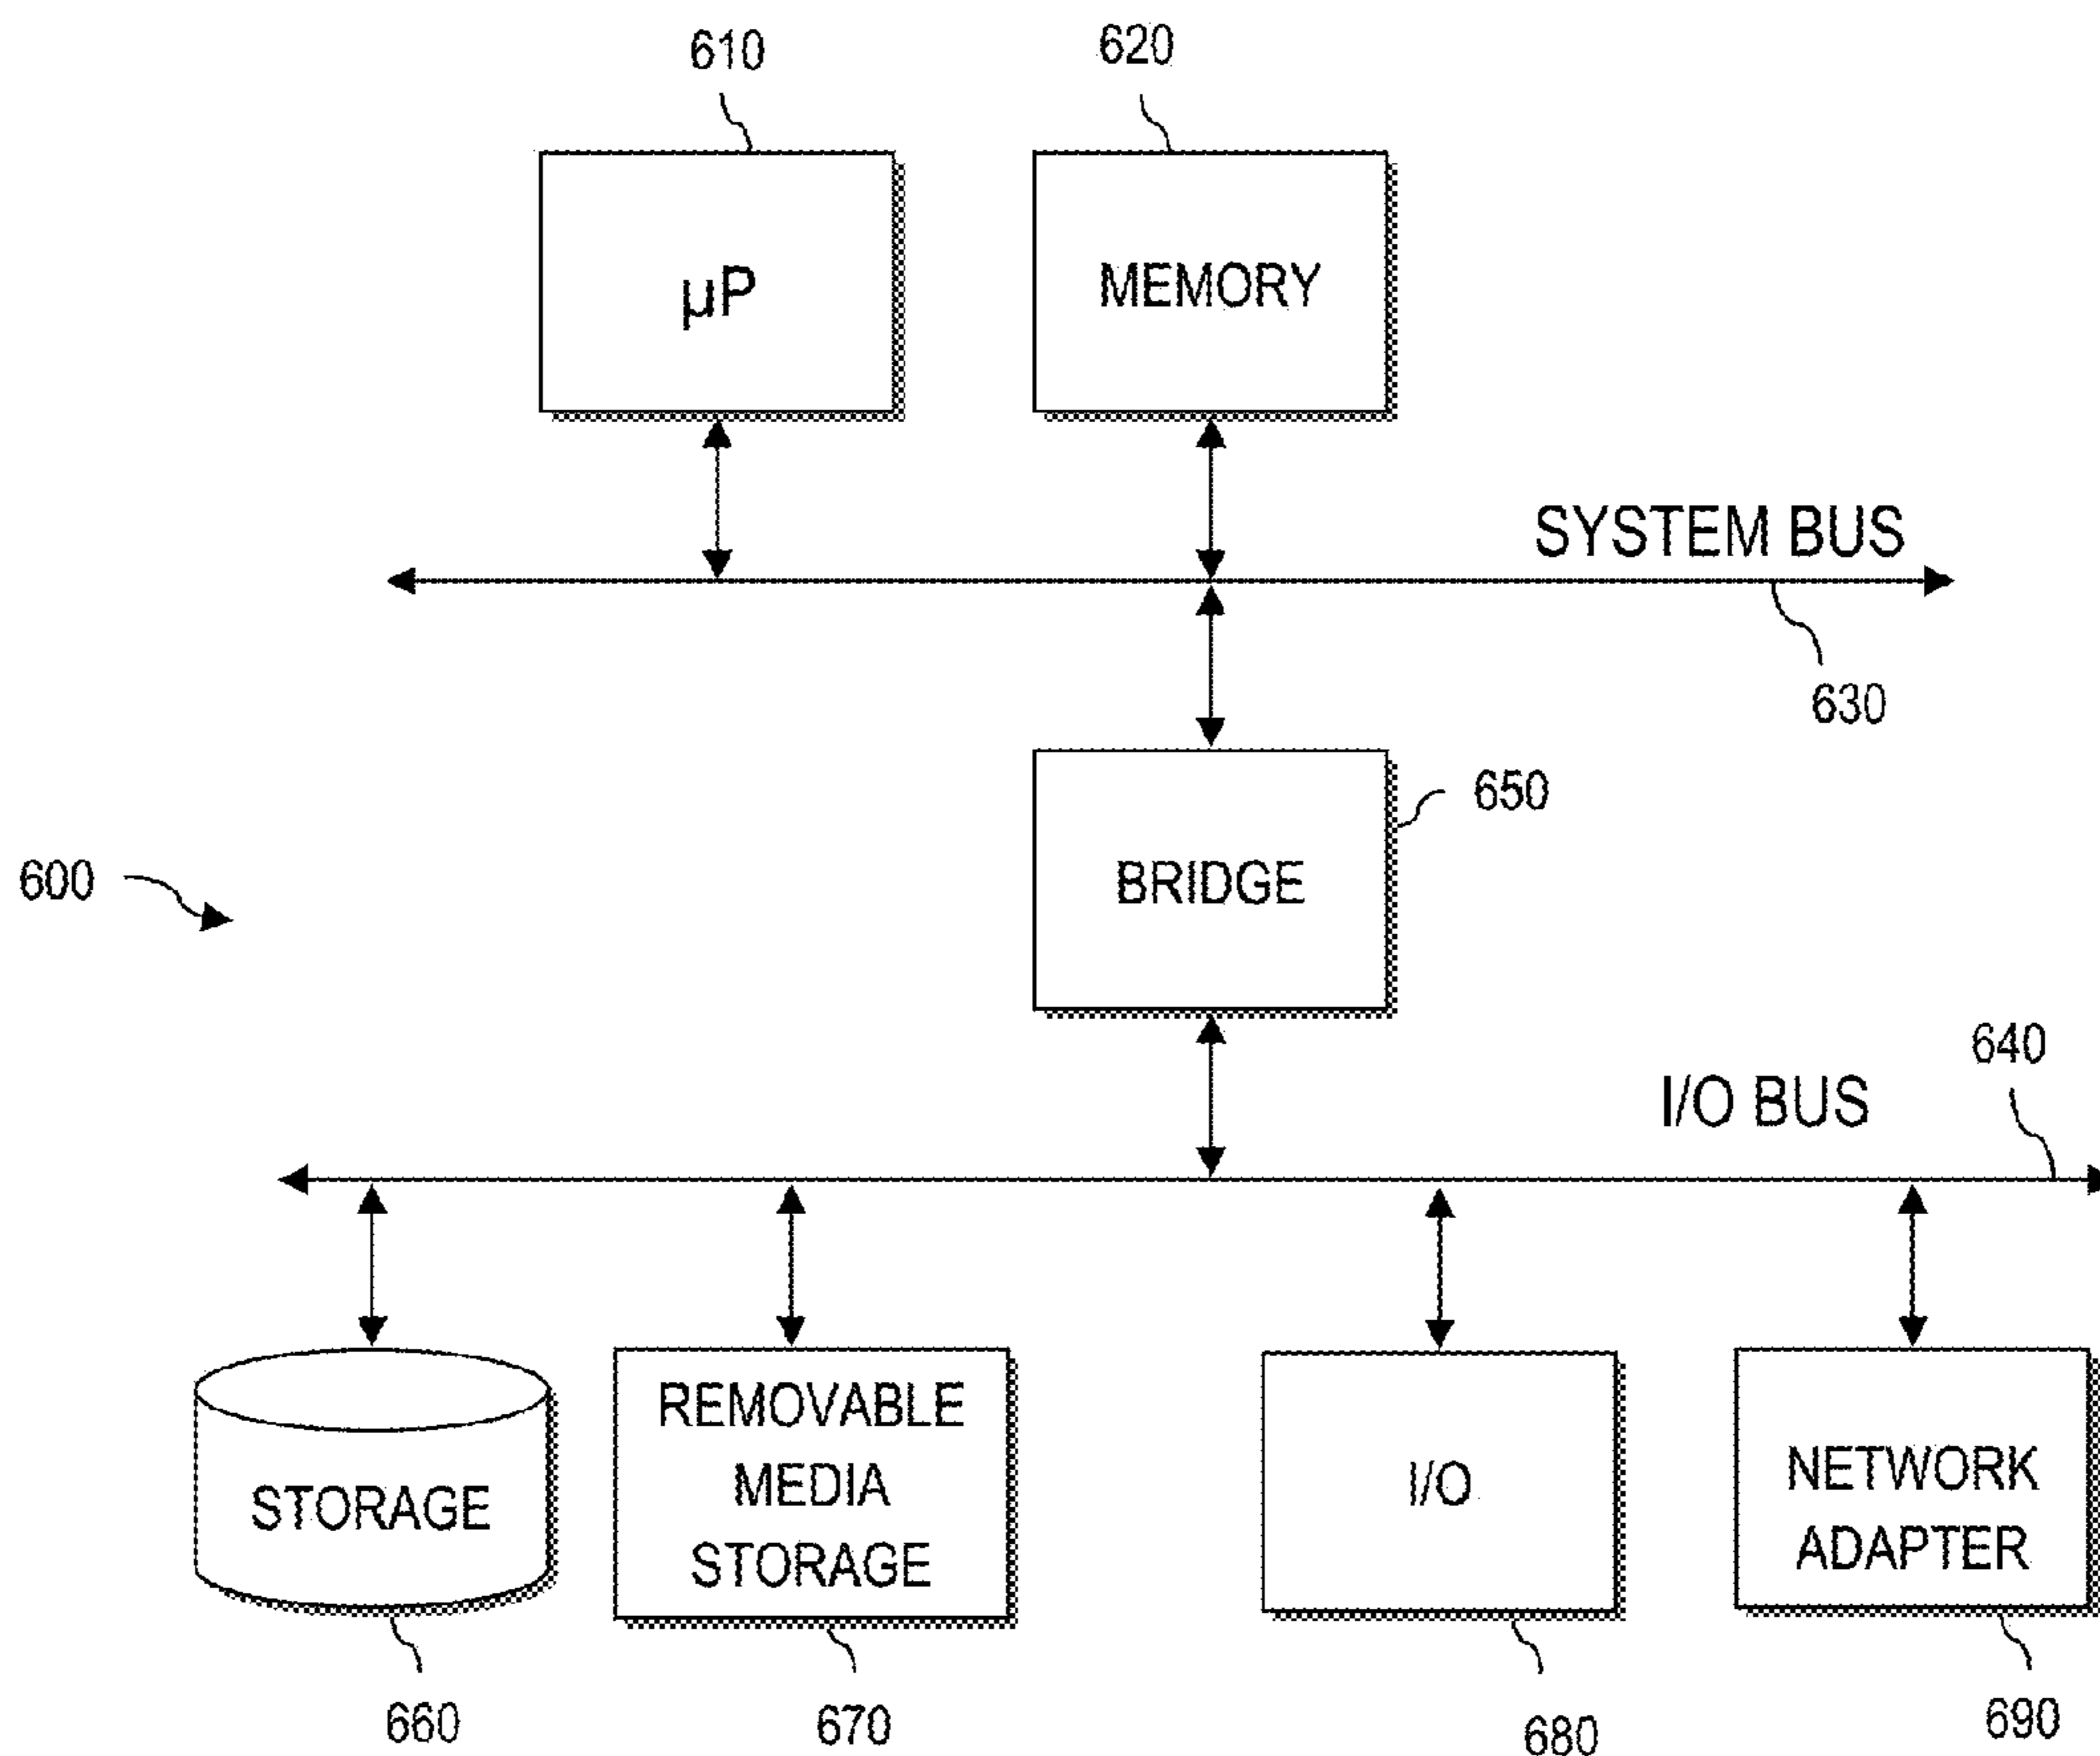 610
620
µP
MEMORY
SYSTEM BUS
630
650
BRIDGE
600
640
I/O BUS
REMOVABLE
MEDIA
STORAGE
STORAGE
I/O
NETWORK
ADAPTER
660
670
680
690